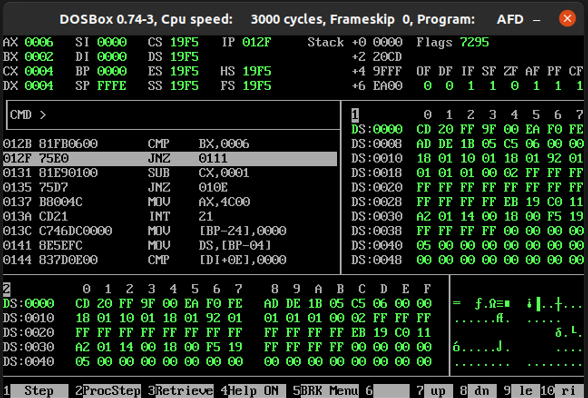 DOSBox 0.74-3, Cpu speed: 3000 cycles, Frameskip 0, Program: AFD
AX 0006 SI 0000 CS 19F5 IP 012F Stack +0 0000 Flags 7295
BX 0002 DI 0000 DS 19F5 +2 20CD
CX 0004 BP 0000 ES 19F5 HS 19F5 +4 9FFF OF DF IF SF ZF AF PF CF
DX 0004 SP FFFE SS 19F5 FS 19F5 +6 EA00 0 0 1 1 0 1 1 1
CMD >
1 0 1 2 3 4 5 6 7
DS:0000 CD 20 FF 9F 00 EA F0 FE
DS:0008 AD DE 1B 05 C5 06 00 00
DS:0010 18 01 10 01 18 01 92 01
DS:0018 01 01 01 00 02 FF FF FF
DS:0020 FF FF FF FF FF FF FF FF
DS:0028 FF FF FF FF EB 19 C0 11
DS:0030 A2 01 14 00 18 00 F5 19
DS:0038 FF FF FF FF 00 00 00 00
DS:0040 05 00 00 00 00 00 00 00
DS:0048 00 00 00 00 00 00 00 00
012B 81FB0600 CMP BX,0006
012F 75E0 JNZ 0111
0131 81E90100 SUB CX,0001
0135 75D7 JNZ 010E
0137 B8004C MOV AX,4C00
013A CD21 INT 21
013C C746DC0000 MOV [BP-24],0000
0141 8E5EFC MOV DS,[BP-04]
0144 837D0E00 CMP [DI+0E],0000
2 0 1 2 3 4 5 6 7 8 9 A B C D E F
DS:0000 CD 20 FF 9F 00 EA F0 FE AD DE 1B 05 C5 06 00 00
DS:0010 18 01 10 01 18 01 92 01 01 01 01 00 02 FF FF FF
DS:0020 FF FF FF FF FF FF FF FF FF FF FF FF EB 19 C0 11
DS:0030 A2 01 14 00 18 00 F5 19 FF FF FF FF 00 00 00 00
DS:0040 05 00 00 00 00 00 00 00 00 00 00 00 00 00 00 00
1 Step 2 ProcStep 3 Retrieve 4 Help ON 5 BRK Menu 6 7 up 8 dn 9 le 10 ri